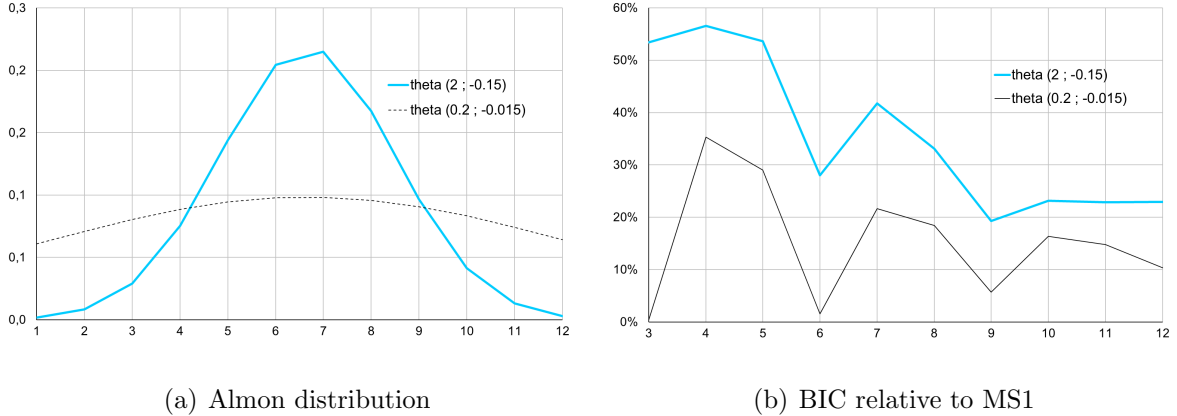 0,3
0,2
0,2
0,1
0,1
0,0
1 2 3 4 5 6 7 8 9 10 11 12
theta (2 ; -0.15)
theta (0.2 ; -0.015)
(a) Almon distribution
60%
50%
40%
30%
20%
10%
0%
3 4 5 6 7 8 9 10 11 12
theta (2 ; -0.15)
theta (0.2 ; -0.015)
(b) BIC relative to MS1